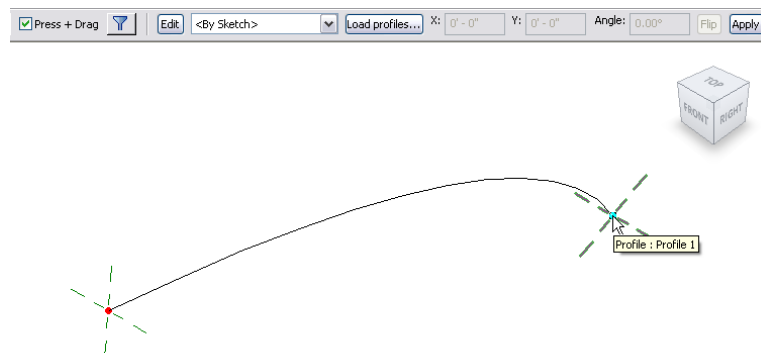 Press + Drag Edit <By Sketch> Load profiles... X: 0' - 0" Y: 0' - 0" Angle: 0.00° Flip Apply
TOP
FRONT RIGHT
Profile : Profile 1